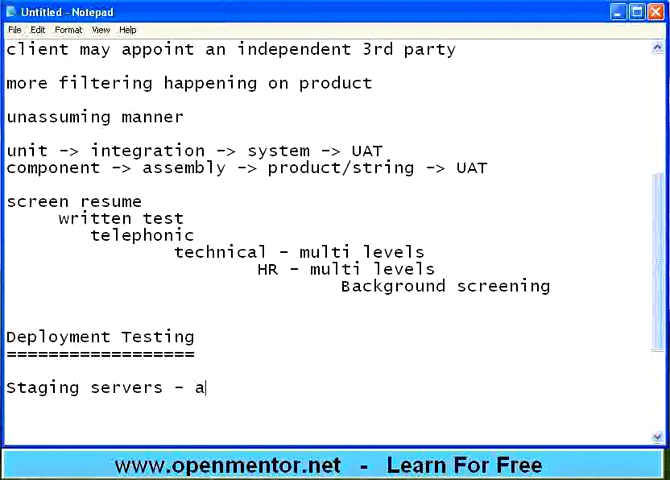 Untitled - Notepad
File Edit Format View Help
client may appoint an independent 3rd party
more filtering happening on product
unassuming manner
unit -> integration -> system -> UAT
component -> assembly -> product/string -> UAT
screen resume
written test
telephonic
technical - multi levels
HR - multi levels
Background screening
Deployment Testing
==================
Staging servers - a
www.openmentor.net - Learn For Free